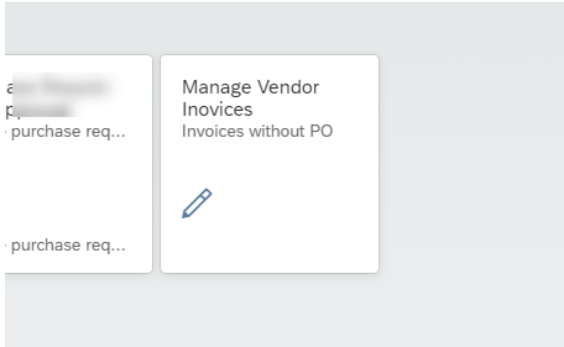 purchase req...
purchase req...
Manage Vendor
Inovices
Invoices without PO